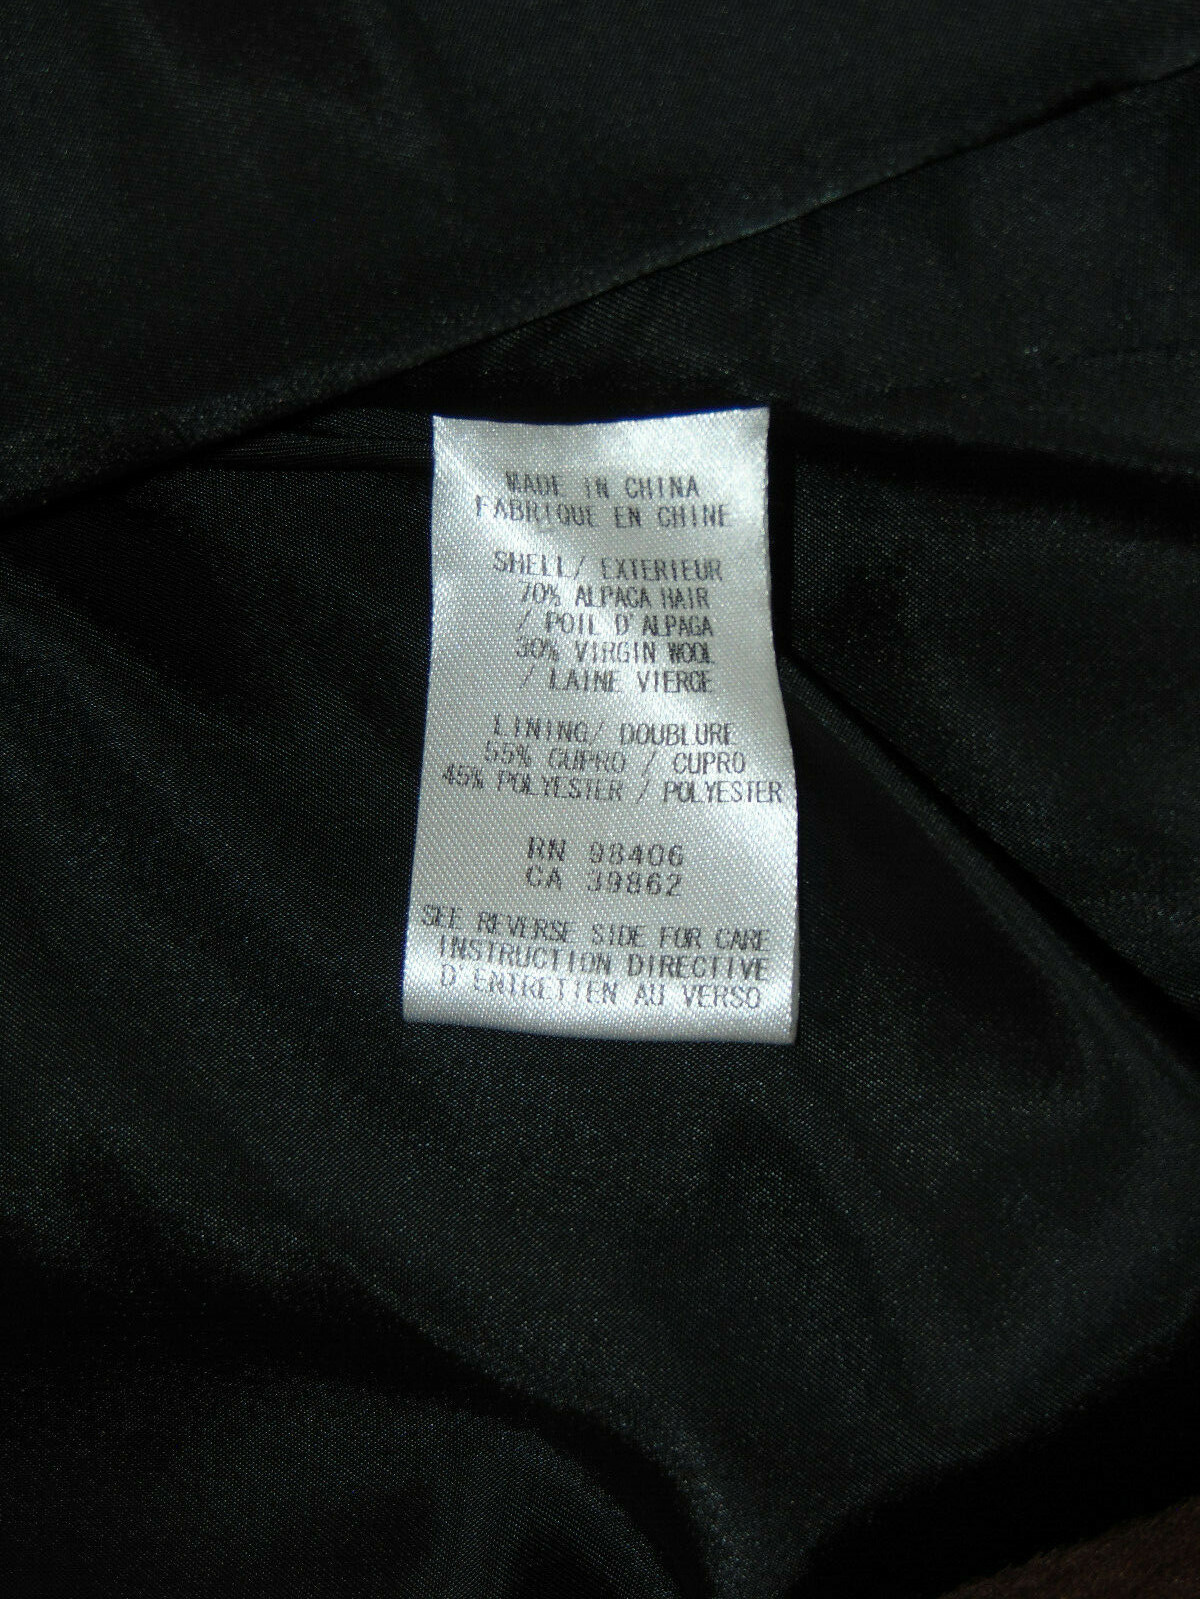 MADE IN CHINA
FABRIQUE EN CHINE
SHELL/ EXTERIEUR
70% ALPACA HAIR
/ POIL D'ALPAGA
30% VIRGIN WOOL
/ LAINE VIERGE
LINING/ DOUBLURE
55% CUPRO / CUPRO
45% POLYESTER / POLYESTER
RN 98406
CA 39862
SEE REVERSE SIDE FOR CARE
INSTRUCTION DIRECTIVE
D'ENTRETIEN AU VERSO